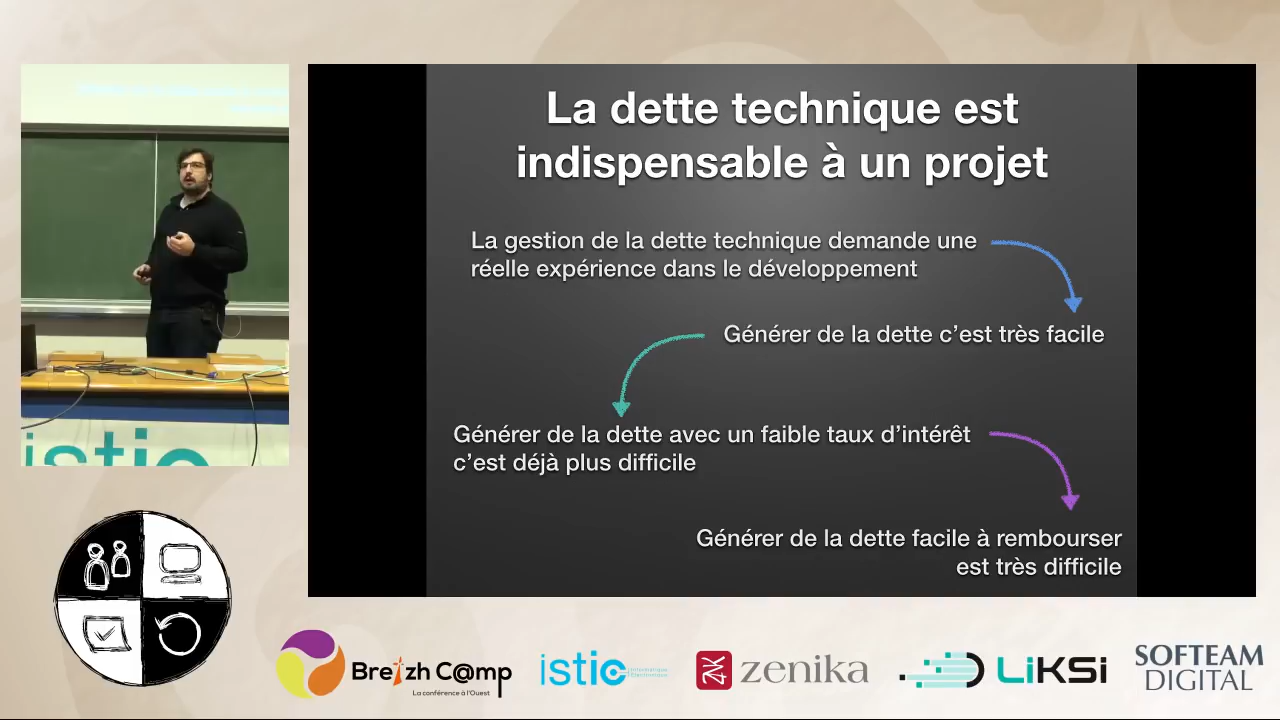 La dette technique est
indispensable à un projet
La gestion de la dette technique demande une
réelle expérience dans le développement
Générer de la dette c’est très facile
Générer de la dette avec un faible taux d’intérêt
c’est déjà plus difficile
Générer de la dette facile à rembourser
est très difficile
istic
Breizh C@mp
La conférence à l'Ouest
istic
Informatique
Électronique
zenika
LiKSi
SOFTEAM
DIGITAL